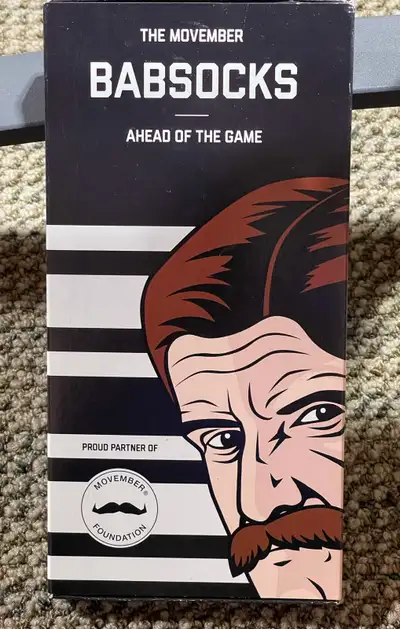 THE MOVEMBER
BABSOCKS
AHEAD OF THE GAME
PROUD PARTNER OF
MOVEMBER®
FOUNDATION